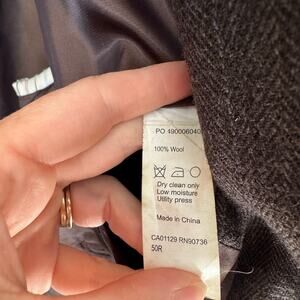 PO 490006040
100% Wool
Dry clean only
Low moisture
Utility press
Made in China
CA01129 RN90736
50R